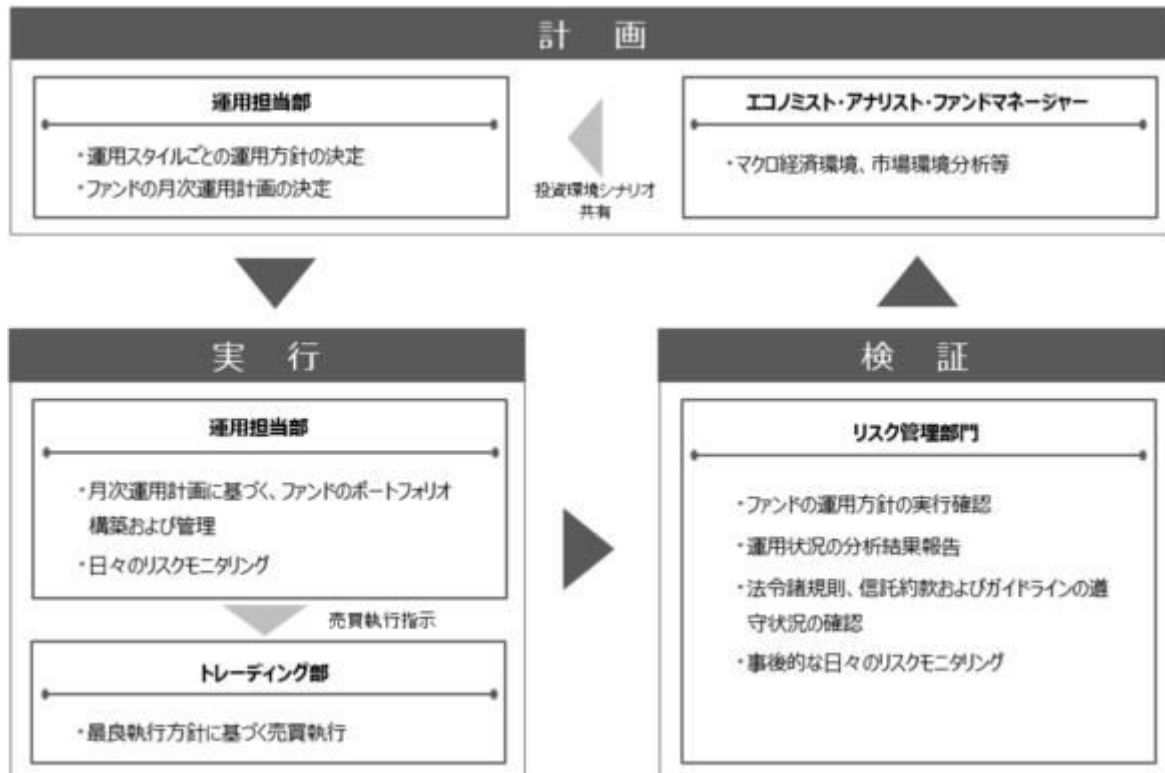 計 画
運用担当部
・運用スタイルごとの運用方針の決定
・ファンドの月次運用計画の決定
投資環境シナリオ
共有
エコノミスト・アナリスト・ファンドマネージャー
・マクロ経済環境、市場環境分析等
実 行
運用担当部
・月次運用計画に基づく、ファンドのポートフォリオ
構築および管理
・日々のリスクモニタリング
売買執行指示
トレーディング部
・最良執行方針に基づく売買執行
検 証
リスク管理部門
・ファンドの運用方針の実行確認
・運用状況の分析結果報告
・法令諸規則、信託約款およびガイドラインの遵
守状況の確認
・事後的な日々のリスクモニタリング